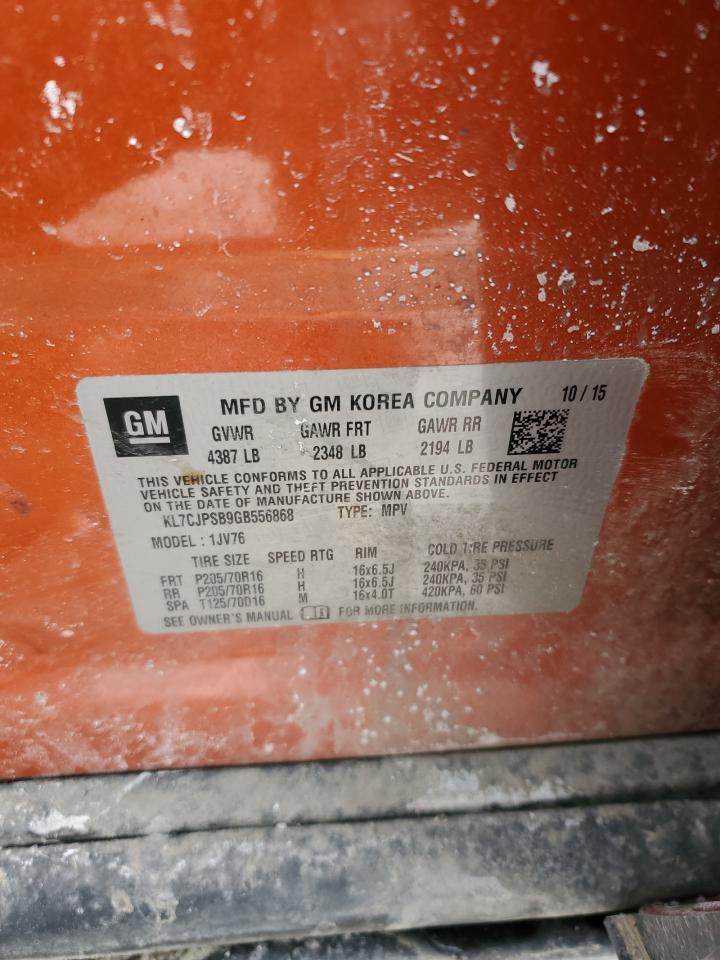 GM
MFD BY GM KOREA COMPANY 10/15
GVWR GAWR FRT GAWR RR
4387 LB 2348 LB 2194 LB
THIS VEHICLE CONFORMS TO ALL APPLICABLE U.S. FEDERAL MOTOR
VEHICLE SAFETY AND THEFT PREVENTION STANDARDS IN EFFECT
ON THE DATE OF MANUFACTURE SHOWN ABOVE.
KL7CJPSB9GB556868 TYPE: MPV
MODEL : 1JV76
TIRE SIZE SPEED RTG RIM COLD TIRE PRESSURE
FRT P205/70R16 H 16x6.5J 240KPA, 35 PSI
RR P205/70R16 H 16x6.5J 240KPA, 35 PSI
SPA T125/70D16 M 16x4.0T 420KPA, 60 PSI
SEE OWNER'S MANUAL FOR MORE INFORMATION.